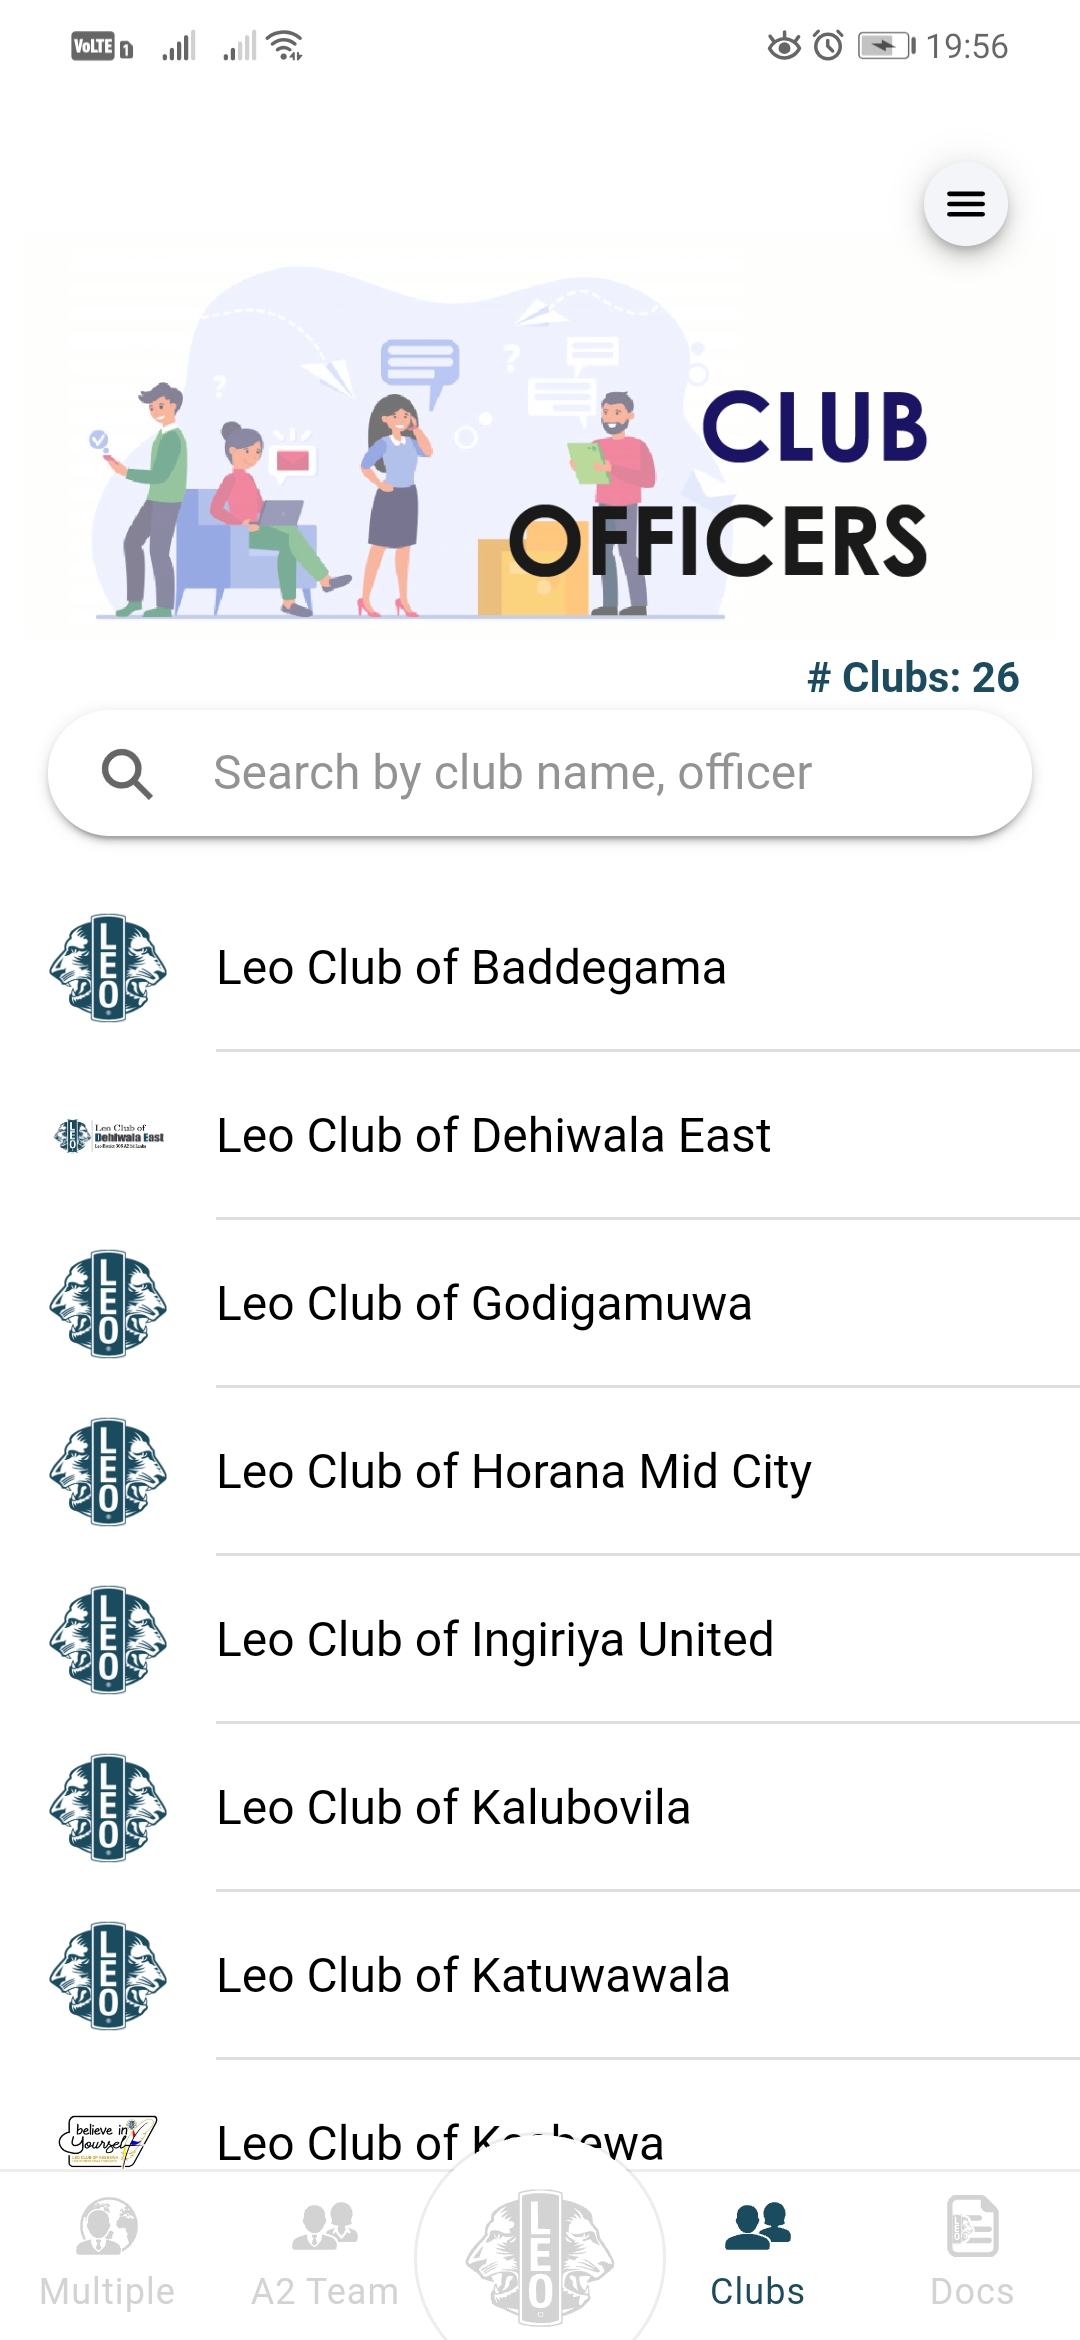 VoLTE 1
19:56
CLUB
OFFICERS
# Clubs: 26
Search by club name, officer
LEO
Leo Club of Baddegama
LEO
Leo Club of
Dehiwala East
Leo Club of Dehiwala East
LEO
Leo Club of Godigamuwa
LEO
Leo Club of Horana Mid City
LEO
Leo Club of Ingiriya United
LEO
Leo Club of Kalubovila
LEO
Leo Club of Katuwawala
believe in
Yourself
Leo Club of
Multiple
A2 Team
LEO
Clubs
Docs